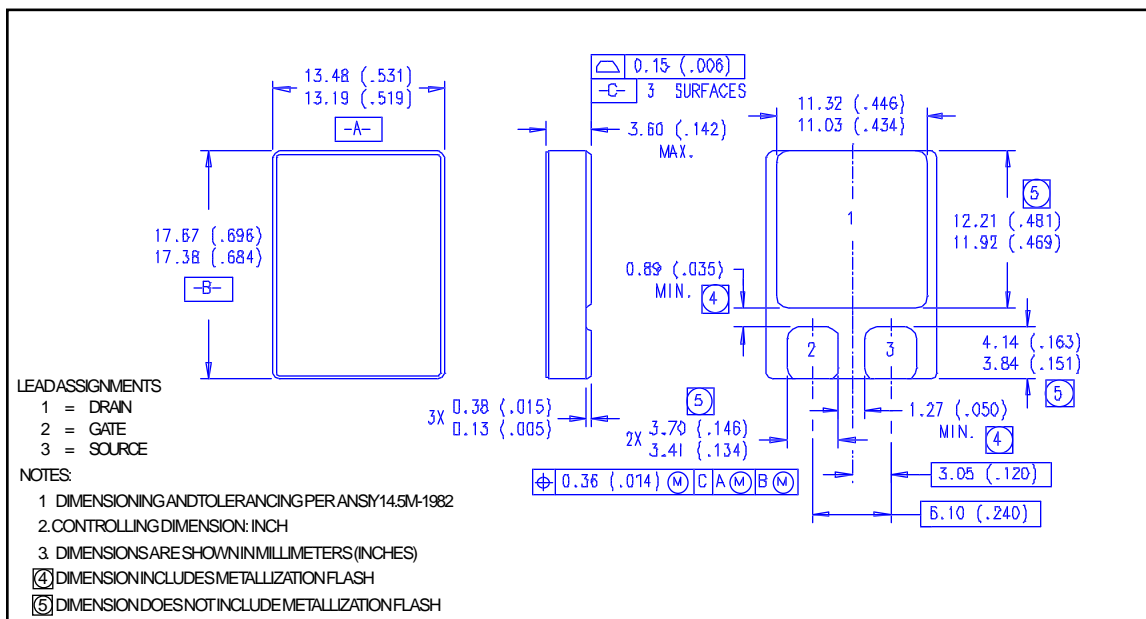 0.15 (.006)
-C- 3 SURFACES
13.48 (.531)
13.19 (.519)
-A-
11.32 (.446)
11.03 (.434)
3.60 (.142)
MAX.
1
5
12.21 (.481)
11.92 (.469)
17.67 (.696)
17.38 (.684)
-B-
0.89 (.035)
MIN.
4
2
3
4.14 (.163)
3.84 (.151)
5
LEAD ASSIGNMENTS
1 = DRAIN
2 = GATE
3 = SOURCE
3X 0.38 (.015)
0.13 (.005)
5
2X 3.70 (.146)
3.41 (.134)
1.27 (.050)
MIN.
4
⌖ 0.36 (.014) Ⓜ C A Ⓜ B Ⓜ
3.05 (.120)
6.10 (.240)
NOTES:
1 DIMENSIONING AND TOLERANCING PER ANSI Y14.5M-1982
2. CONTROLLING DIMENSION: INCH
3. DIMENSIONS ARE SHOWN IN MILLIMETERS (INCHES)
4 DIMENSION INCLUDES METALLIZATION FLASH
5 DIMENSION DOES NOT INCLUDE METALLIZATION FLASH